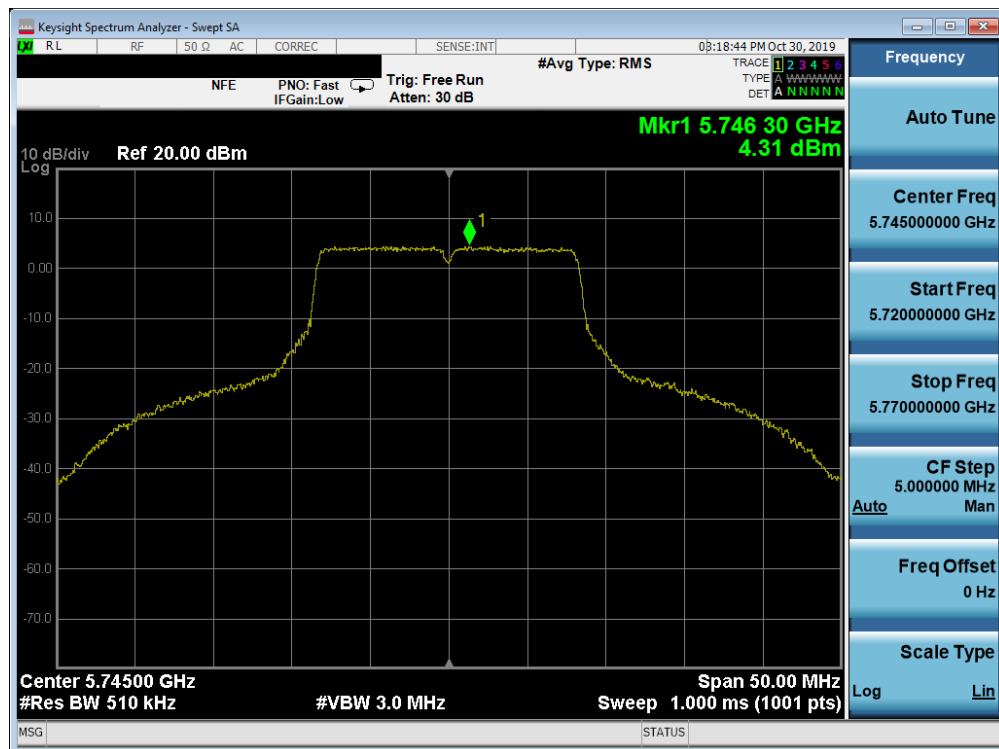 Keysight Spectrum Analyzer - Swept SA
LXI RL RF 50 Ω AC CORREC SENSE:INT 03:18:44 PM Oct 30, 2019
NFE PNO: Fast IFGain:Low Trig: Free Run Atten: 30 dB
#Avg Type: RMS
TRACE 1 2 3 4 5 6
TYPE A WWWWW
DET A N N N N N
Mkr1 5.746 30 GHz
4.31 dBm
10 dB/div Ref 20.00 dBm
Log
10.0
1
0.00
-10.0
-20.0
-30.0
-40.0
-50.0
-60.0
-70.0
Center 5.74500 GHz Span 50.00 MHz
#Res BW 510 kHz #VBW 3.0 MHz Sweep 1.000 ms (1001 pts)
MSG STATUS
Frequency
Auto Tune
Center Freq
5.745000000 GHz
Start Freq
5.720000000 GHz
Stop Freq
5.770000000 GHz
CF Step
5.000000 MHz
Auto Man
Freq Offset
0 Hz
Scale Type
Log Lin